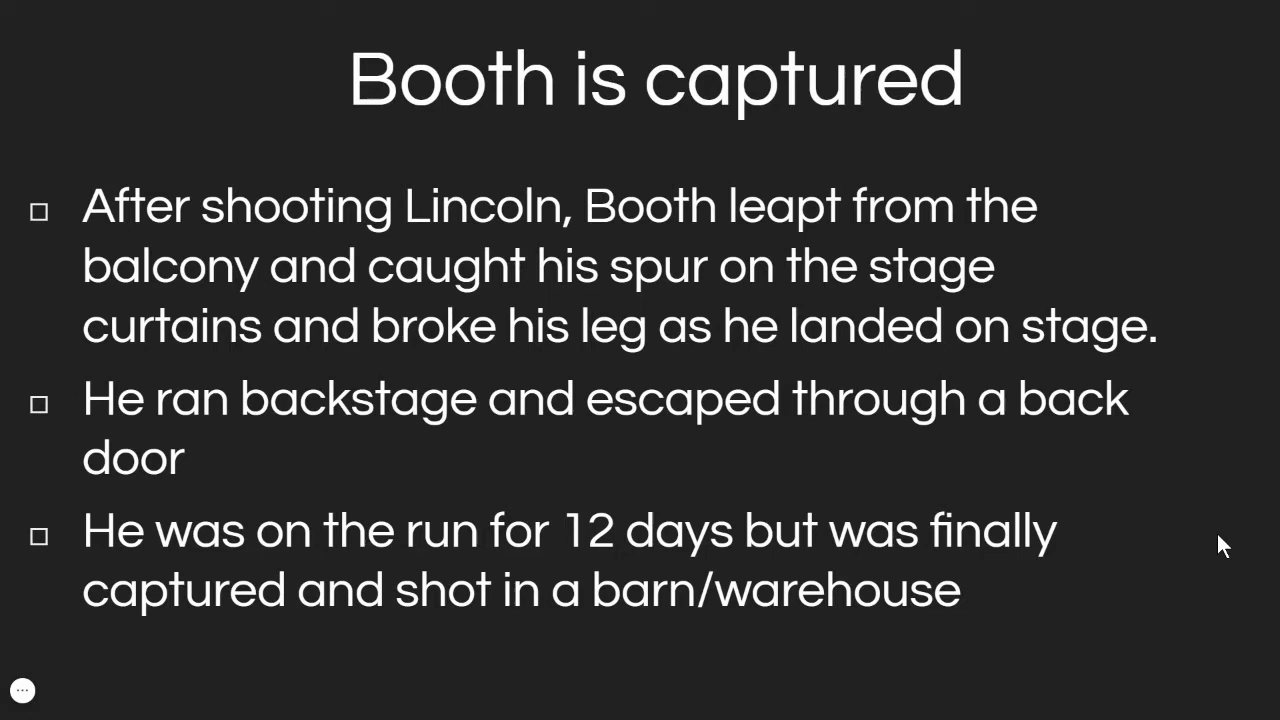 Booth is captured
After shooting Lincoln, Booth leapt from the
balcony and caught his spur on the stage
curtains and broke his leg as he landed on stage.
He ran backstage and escaped through a back
door
He was on the run for 12 days but was finally
captured and shot in a barn/warehouse